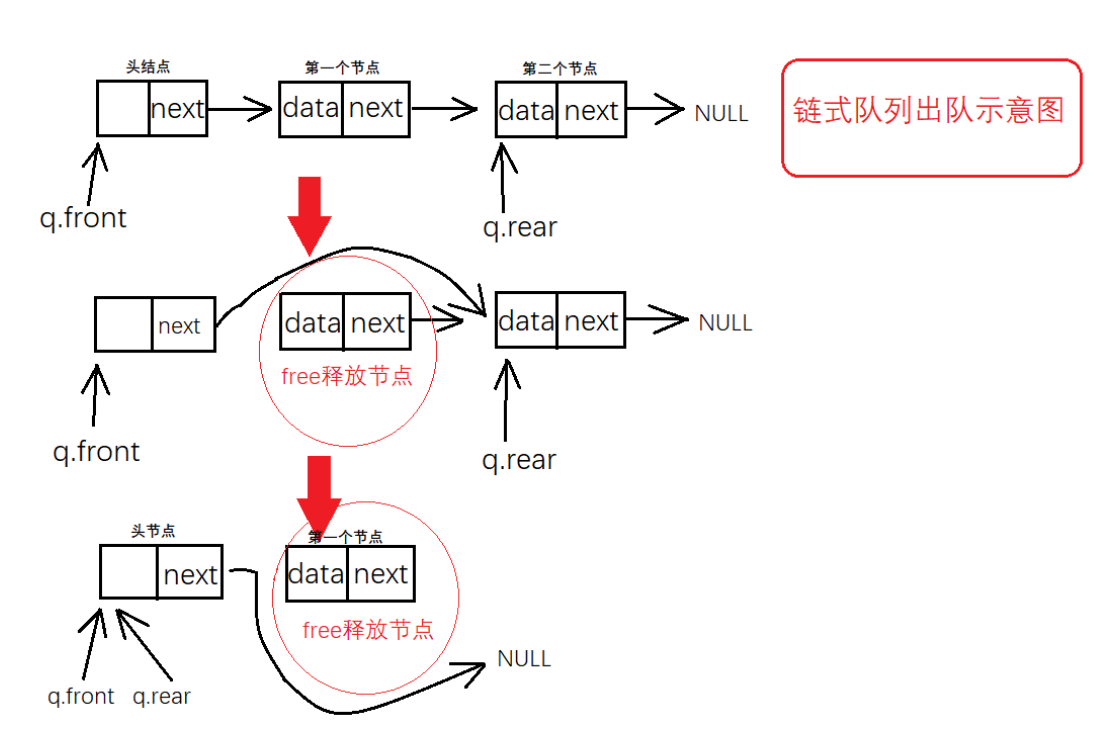 头结点
第一个节点
第二个节点
next
data next
data next
NULL
链式队列出队示意图
q.front
q.rear
next
data next
data next
NULL
free释放节点
q.front
q.rear
头节点
第一个节点
next
data next
free释放节点
NULL
q.front
q.rear